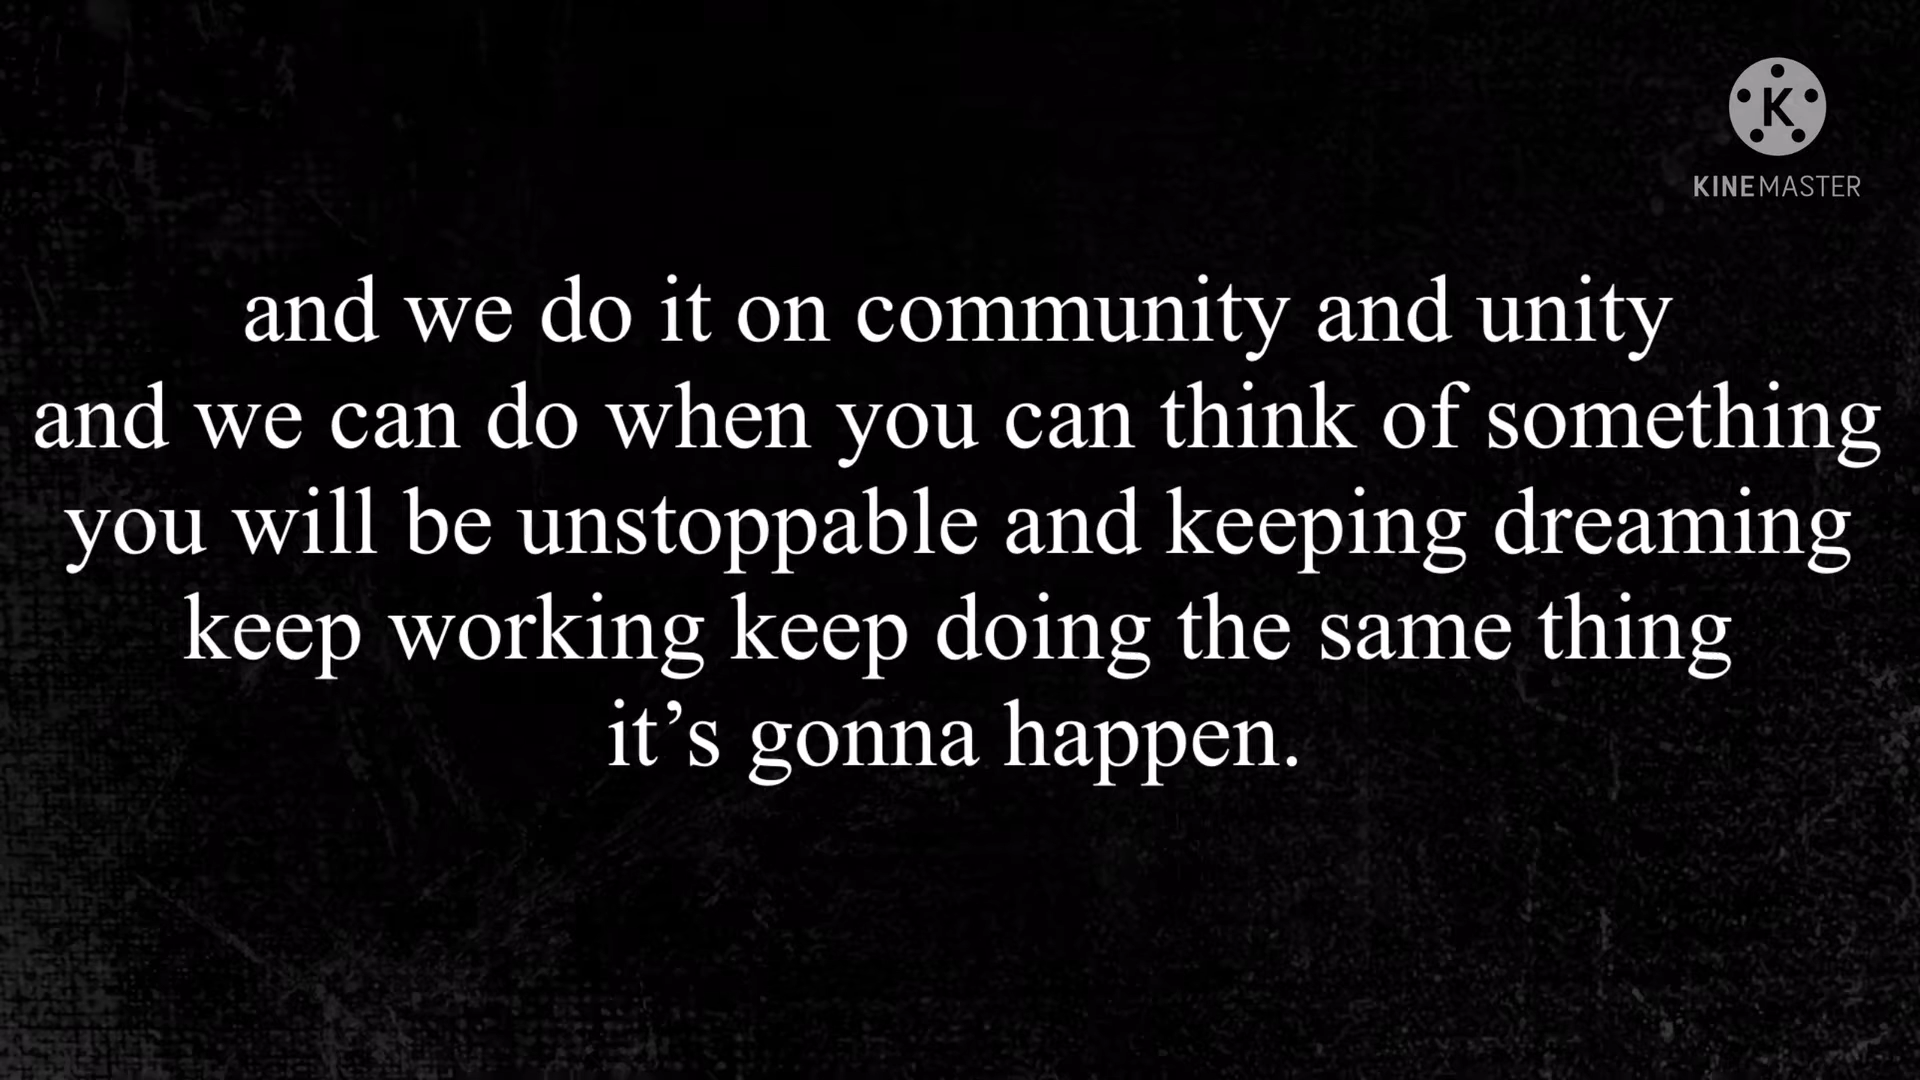 K
KINEMASTER
and we do it on community and unity
and we can do when you can think of something
you will be unstoppable and keeping dreaming
keep working keep doing the same thing
it’s gonna happen.